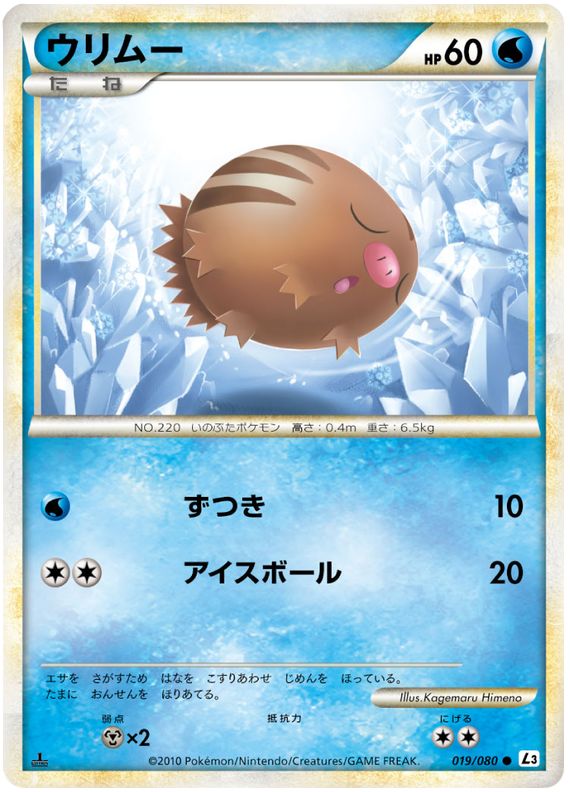 ウリムー HP60
たね
NO.220 いのぶたポケモン 高さ：0.4m 重さ：6.5kg
ずつき 10
アイスボール 20
エサを さがすため はなを こすりあわせ じめんを ほっている。
たまに おんせんを ほりあてる。
Illus.Kagemaru Himeno
弱点 抵抗力 にげる
×2
©2010 Pokémon/Nintendo/Creatures/GAME FREAK.
019/080 ● L3